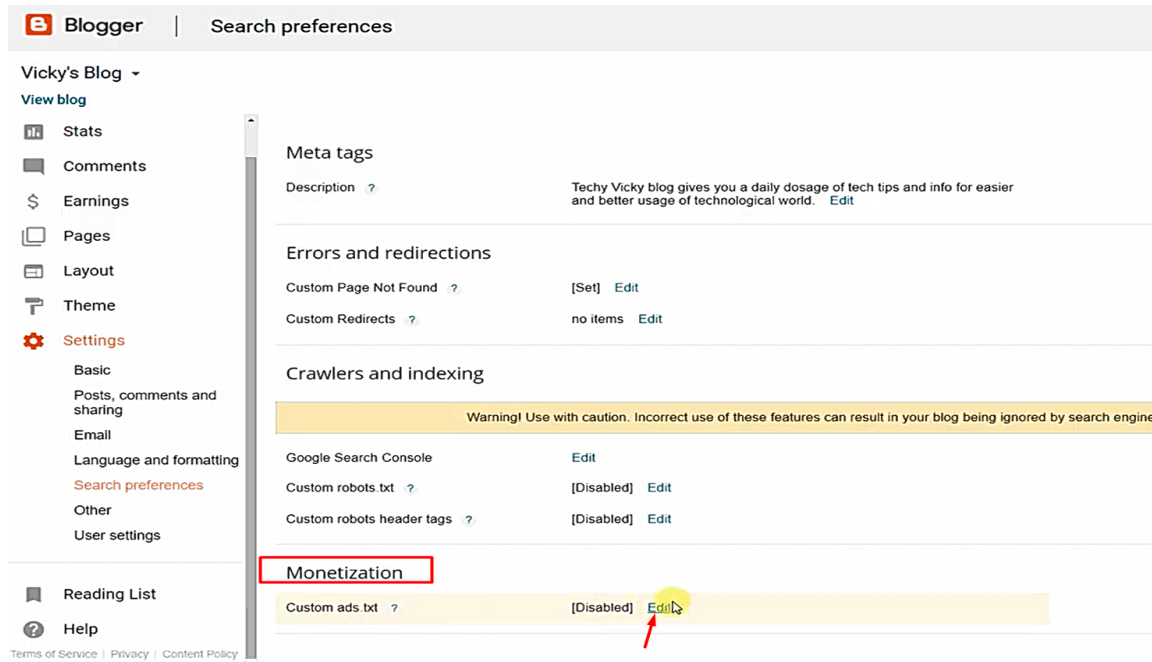 Blogger | Search preferences
Vicky's Blog
View blog
Stats
Comments
Earnings
Pages
Layout
Theme
Settings
Basic
Posts, comments and
sharing
Email
Language and formatting
Search preferences
Other
User settings
Reading List
Help
Terms of Service | Privacy | Content Policy
Meta tags
Description ? Techy Vicky blog gives you a daily dosage of tech tips and info for easier
and better usage of technological world. Edit
Errors and redirections
Custom Page Not Found ? [Set] Edit
Custom Redirects ? no items Edit
Crawlers and indexing
Warning! Use with caution. Incorrect use of these features can result in your blog being ignored by search engine
Google Search Console Edit
Custom robots.txt ? [Disabled] Edit
Custom robots header tags ? [Disabled] Edit
Monetization
Custom ads.txt ? [Disabled] Edit